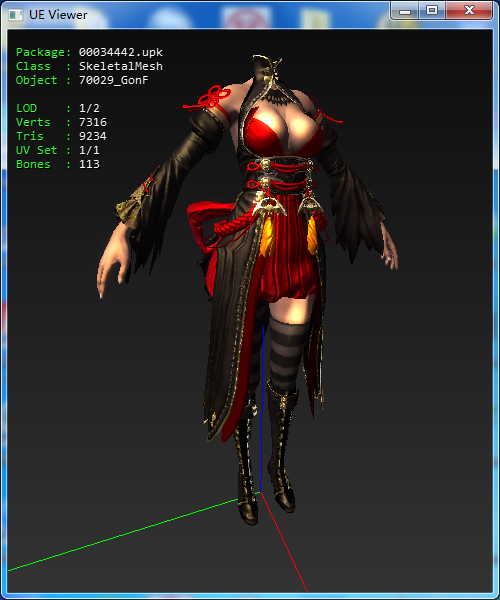 UE Viewer
Package: 00034442.upk
Class : SkeletalMesh
Object : 70029_GonF
LOD : 1/2
Verts : 7316
Tris : 9234
UV Set : 1/1
Bones : 113